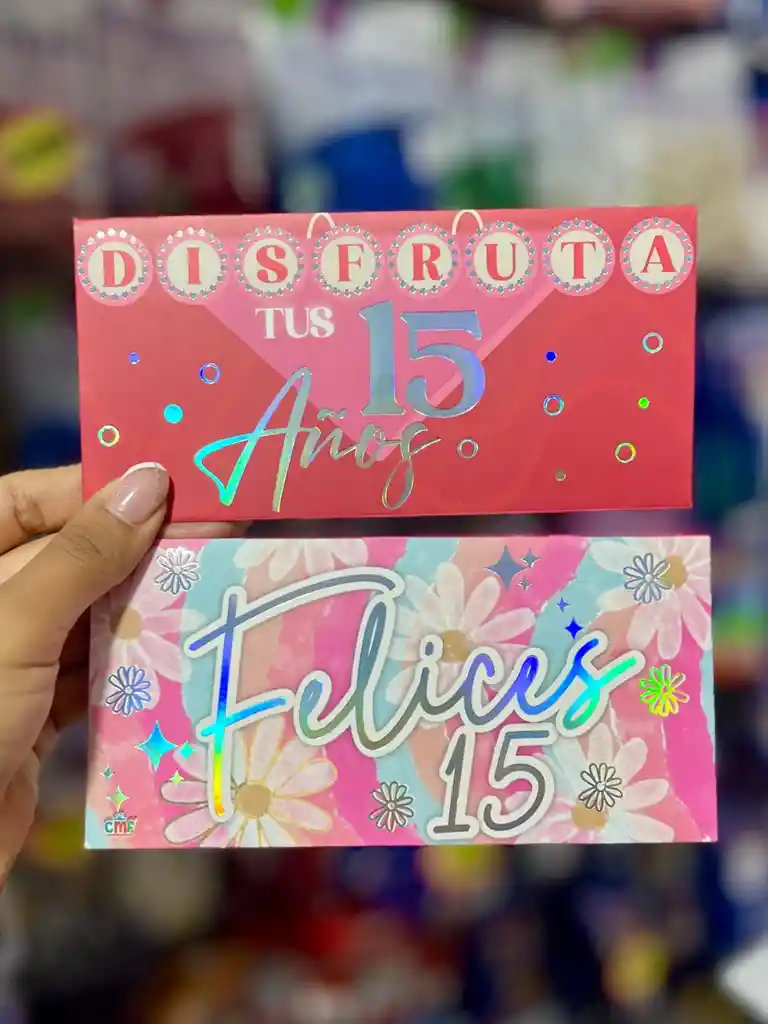 DISFRUTA
TUS 15
Años
Felices
15
CMF